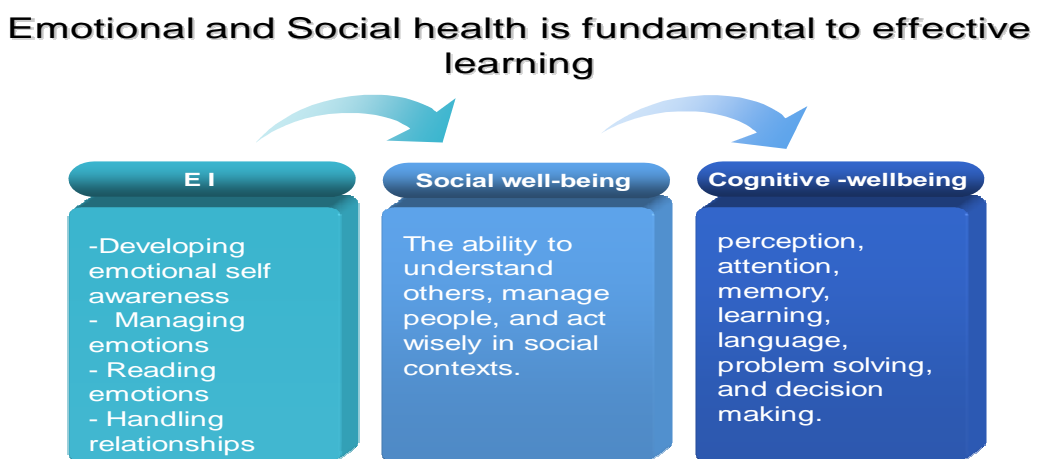 Emotional and Social health is fundamental to effective
learning
E I
-Developing
emotional self
awareness
- Managing
emotions
- Reading
emotions
- Handling
relationships
Social well-being
The ability to
understand
others, manage
people, and act
wisely in social
contexts.
Cognitive -wellbeing
perception,
attention,
memory,
learning,
language,
problem solving,
and decision
making.